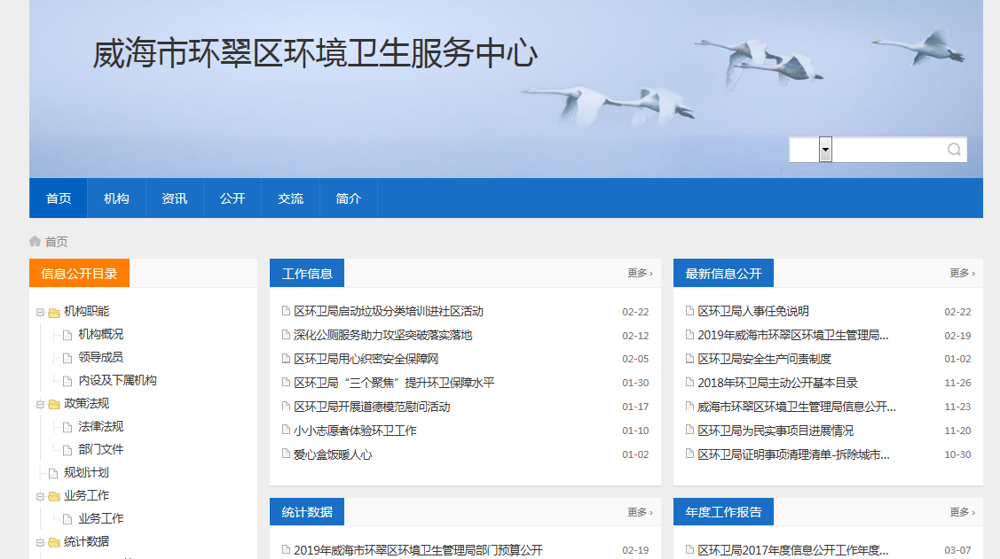 威海市环翠区环境卫生服务中心
首页 机构 资讯 公开 交流 简介
首页
信息公开目录
机构职能
机构概况
领导成员
内设及下属机构
政策法规
法律法规
部门文件
规划计划
业务工作
业务工作
统计数据
工作信息 更多 ›
区环卫局启动垃圾分类培训进社区活动 02-22
深化公厕服务助力攻坚突破落实落地 02-12
区环卫局用心织密安全保障网 02-05
区环卫局“三个聚焦”提升环卫保障水平 01-30
区环卫局开展道德模范慰问活动 01-17
小小志愿者体验环卫工作 01-10
爱心盒饭暖人心 01-02
最新信息公开 更多 ›
区环卫局人事任免说明 02-22
2019年威海市环翠区环境卫生管理局... 02-19
区环卫局安全生产问责制度 01-02
2018年环卫局主动公开基本目录 11-26
威海市环翠区环境卫生管理局信息公开... 11-23
区环卫局为民实事项目进展情况 11-20
区环卫局证明事项清理清单-拆除城市... 10-30
统计数据 更多 ›
2019年威海市环翠区环境卫生管理局部门预算公开 02-19
年度工作报告 更多 ›
区环卫局2017年度信息公开工作年度... 03-07